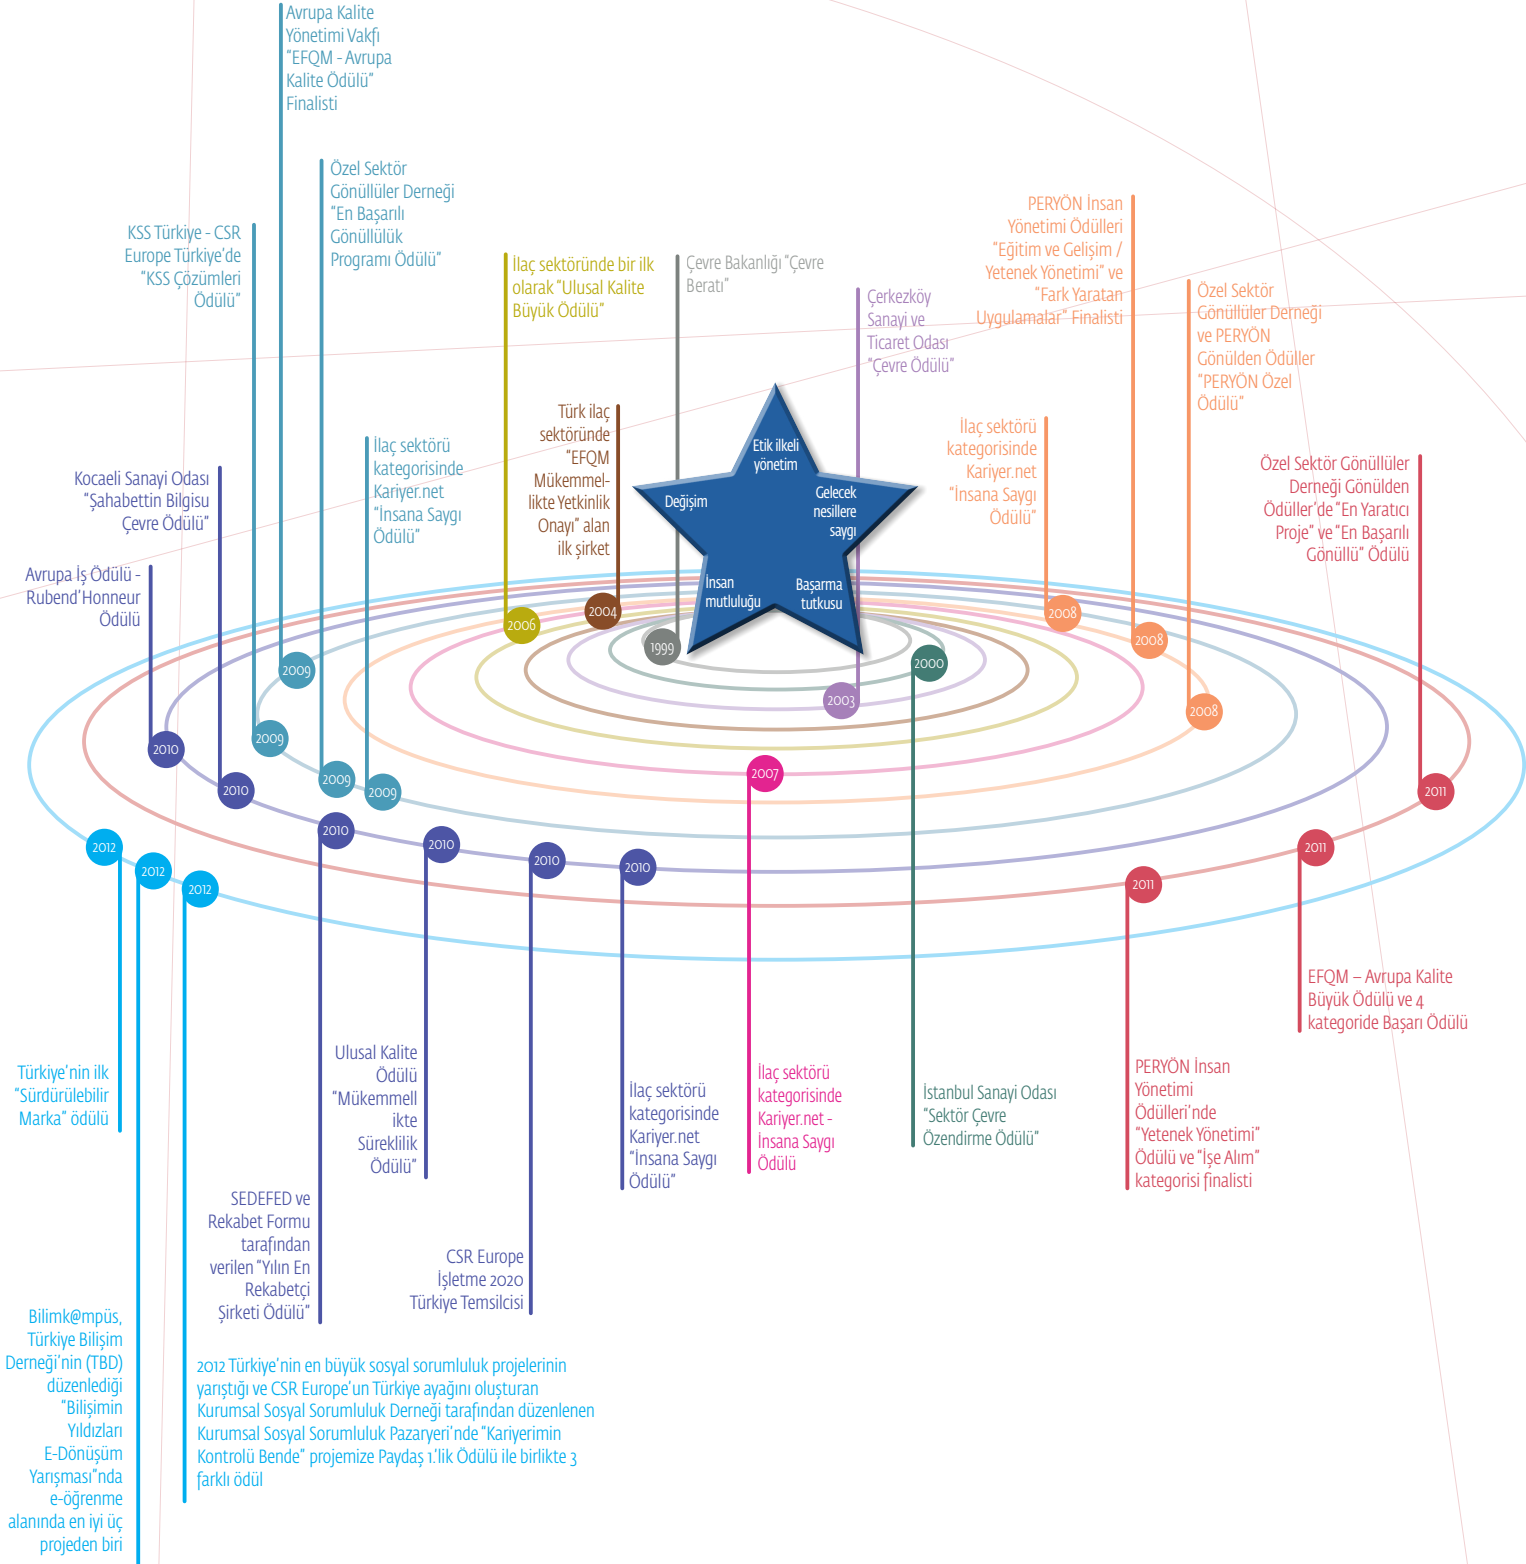 Avrupa Kalite
Yönetimi Vakfı
“EFQM - Avrupa
Kalite Ödülü”
Finalisti
Özel Sektör
Gönüllüler Derneği
“En Başarılı
Gönüllülük
Programı Ödülü”
KSS Türkiye - CSR
Europe Türkiye’de
“KSS Çözümleri
Ödülü”
İlaç sektöründe bir ilk
olarak “Ulusal Kalite
Büyük Ödülü”
Çevre Bakanlığı “Çevre
Beratı”
Çerkezköy
Sanayi ve
Ticaret Odası
“Çevre Ödülü”
PERYÖN İnsan
Yönetimi Ödülleri
“Eğitim ve Gelişim /
Yetenek Yönetimi” ve
“Fark Yaratan
Uygulamalar” Finalisti
Özel Sektör
Gönüllüler Derneği
ve PERYÖN
Gönülden Ödüller
“PERYÖN Özel
Ödülü”
Türk ilaç
sektöründe
“EFQM
Mükemmel-
likte Yetkinlik
Onayı” alan
ilk şirket
İlaç sektörü
kategorisinde
Kariyer.net
“İnsana Saygı
Ödülü”
İlaç sektörü
kategorisinde
Kariyer.net
“İnsana Saygı
Ödülü”
Özel Sektör Gönüllüler
Derneği Gönülden
Ödüller’de “En Yaratıcı
Proje” ve “En Başarılı
Gönüllü” Ödülü
Kocaeli Sanayi Odası
“Şahabettin Bilgisu
Çevre Ödülü”
Avrupa İş Ödülü -
Rubend’Honneur
Ödülü
Etik ilkeli
yönetim
Değişim
Gelecek
nesillere
saygı
İnsan
mutluluğu
Başarma
tutkusu
2004
2006
1999
2008
2008
2000
2009
2003
2008
2009
2010
2007
2009
2009
2010
2011
2010
2010
2012
2011
2010
2010
2012
2011
2012
EFQM – Avrupa Kalite
Büyük Ödülü ve 4
kategoride Başarı Ödülü
Türkiye’nin ilk
“Sürdürülebilir
Marka” ödülü
Ulusal Kalite
Ödülü
“Mükemmell
ikte
Süreklilik
Ödülü”
İlaç sektörü
kategorisinde
Kariyer.net
“İnsana Saygı
Ödülü”
İlaç sektörü
kategorisinde
Kariyer.net -
İnsana Saygı
Ödülü
İstanbul Sanayi Odası
“Sektör Çevre
Özendirme Ödülü”
PERYÖN İnsan
Yönetimi
Ödülleri’nde
“Yetenek Yönetimi”
Ödülü ve “İşe Alım”
kategorisi finalisti
SEDEFED ve
Rekabet Formu
tarafından
verilen “Yılın En
Rekabetçi
Şirketi Ödülü”
CSR Europe
İşletme 2020
Türkiye Temsilcisi
Bilimk@mpüs,
Türkiye Bilişim
Derneği’nin (TBD)
düzenlediği
“Bilişimin
Yıldızları
E-Dönüşüm
Yarışması”nda
e-öğrenme
alanında en iyi üç
projeden biri
2012 Türkiye’nin en büyük sosyal sorumluluk projelerinin
yarıştığı ve CSR Europe’un Türkiye ayağını oluşturan
Kurumsal Sosyal Sorumluluk Derneği tarafından düzenlenen
Kurumsal Sosyal Sorumluluk Pazaryeri’nde “Kariyerimin
Kontrolü Bende” projemize Paydaş 1.’lik Ödülü ile birlikte 3
farklı ödül